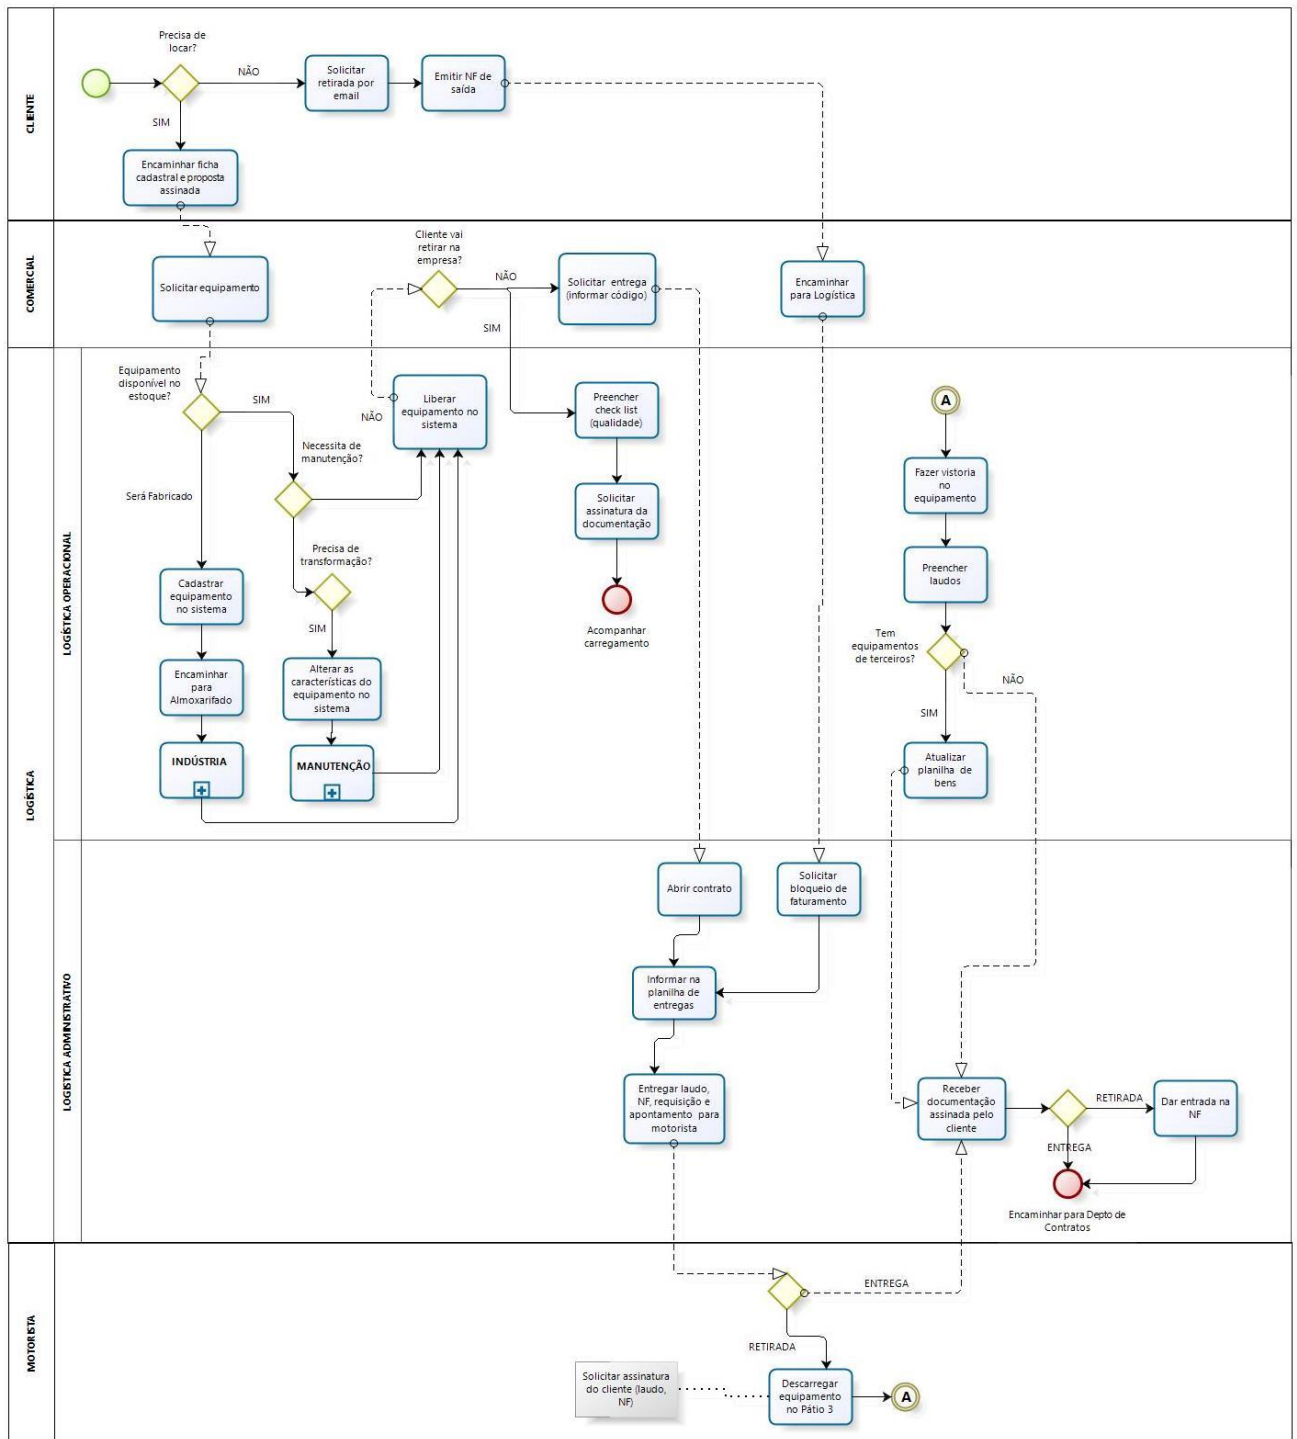 CLIENTE
Precisa de
locar?
NÃO
SIM
Solicitar
retirada por
email
Emitir NF de
saída
Encaminhar ficha
cadastral e proposta
assinada
COMERCIAL
Solicitar equipamento
Cliente vai
retirar na
empresa?
NÃO
SIM
Solicitar entrega
(informar código)
Encaminhar
para Logística
LOGÍSTICA
LOGÍSTICA OPERACIONAL
Equipamento
disponível no
estoque?
SIM
Será Fabricado
Necessita de
manutenção?
NÃO
Liberar
equipamento no
sistema
Precisa de
transformação?
SIM
Cadastrar
equipamento
no sistema
Encaminhar
para
Almoxarifado
INDÚSTRIA
Alterar as
características do
equipamento no
sistema
MANUTENÇÃO
Preencher
check list
(qualidade)
Solicitar
assinatura da
documentação
Acompanhar
carregamento
A
Fazer vistoria
no
equipamento
Preencher
laudos
Tem
equipamentos
de terceiros?
NÃO
SIM
Atualizar
planilha de
bens
LOGISTICA ADMINISTRATIVO
Abrir contrato
Solicitar
bloqueio de
faturamento
Informar na
planilha de
entregas
Entregar laudo,
NF, requisição e
apontamento para
motorista
Receber
documentação
assinada pelo
cliente
RETIRADA
ENTREGA
Dar entrada na
NF
Encaminhar para Depto de
Contratos
MOTORISTA
ENTREGA
RETIRADA
Solicitar assinatura
do cliente (laudo,
NF)
Descarregar
equipamento
no Pátio 3
A